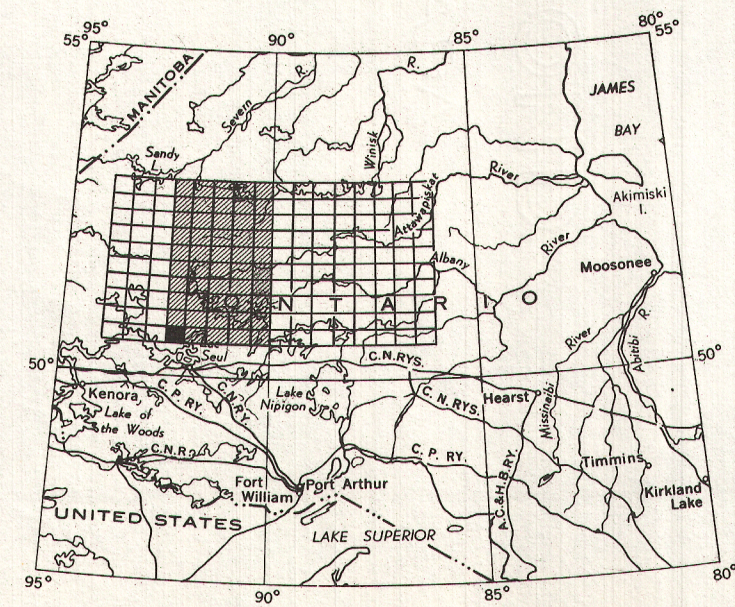 95°
90°
85°
80°
55°
55°
MANITOBA
Severn R.
R.
Winisk
JAMES
BAY
Sandy
L.
River
Attawapiskat
Akimiski
I.
River
Albany
Moosonee
ONTARIO
R.
Abitibi
River
Seul
C.N.RYS.
50°
50°
Kenora
C. P. RY.
C.N.RY.
Lake
Nipigon
C. N. RYS.
Hearst
Missinaibi
Lake of
the Woods
C.N.R.
C. P. RY.
Timmins
Fort
William
Port Arthur
A.C.&H.B.RY.
Kirkland
Lake
UNITED STATES
LAKE SUPERIOR
95°
90°
85°
80°